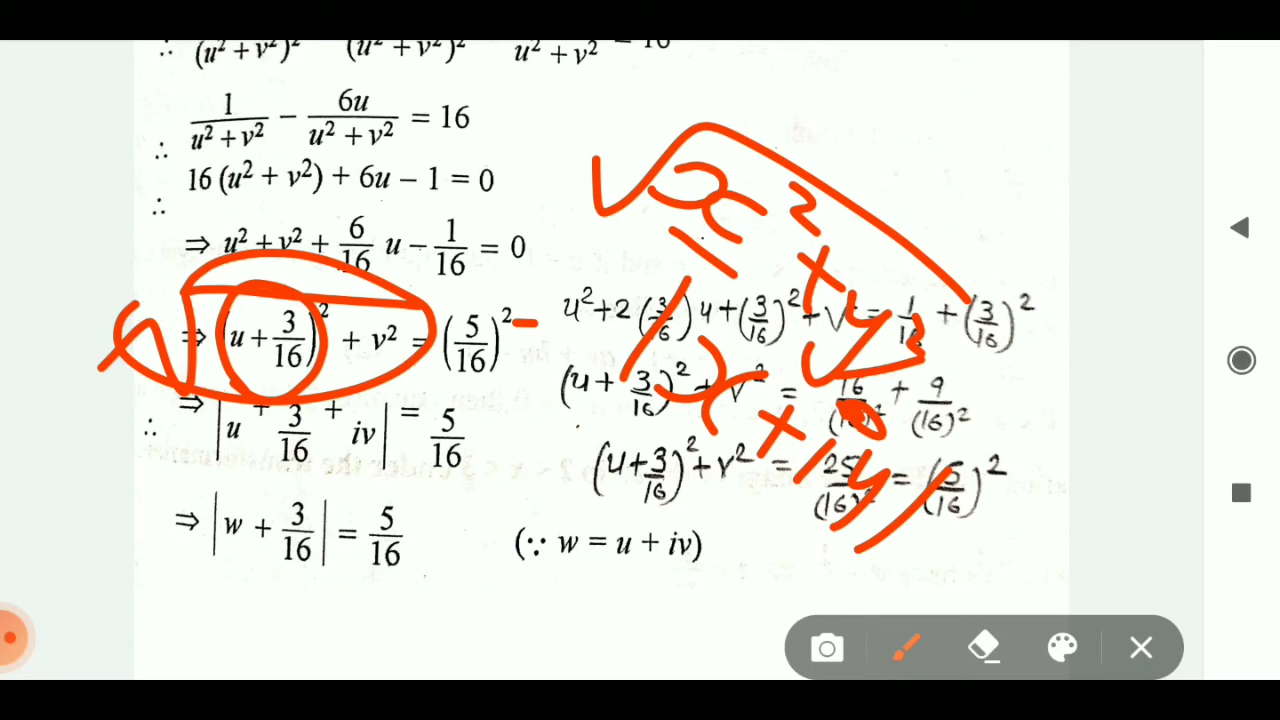 ∴ (u² + v²)² (u² + v²)² u² + v² = 16
∴ 1/(u² + v²) − 6u/(u² + v²) = 16
∴ 16 (u² + v²) + 6u − 1 = 0
⇒ u² + v² + 6/16 u − 1/16 = 0
⇒ (u + 3/16)² + v² = (5/16)²
∴ ⇒ |u + 3/16 + iv| = 5/16
⇒ |w + 3/16| = 5/16 (∵ w = u + iv)
u² + 2 (3/16) u + (3/16)² + v² = 1/16 + (3/16)²
(u + 3/16)² + v² = 16/(16)² + 9/(16)²
(u + 3/16)² + v² = 25/(16)² = (5/16)²
√x² + y²
= |x + iy|